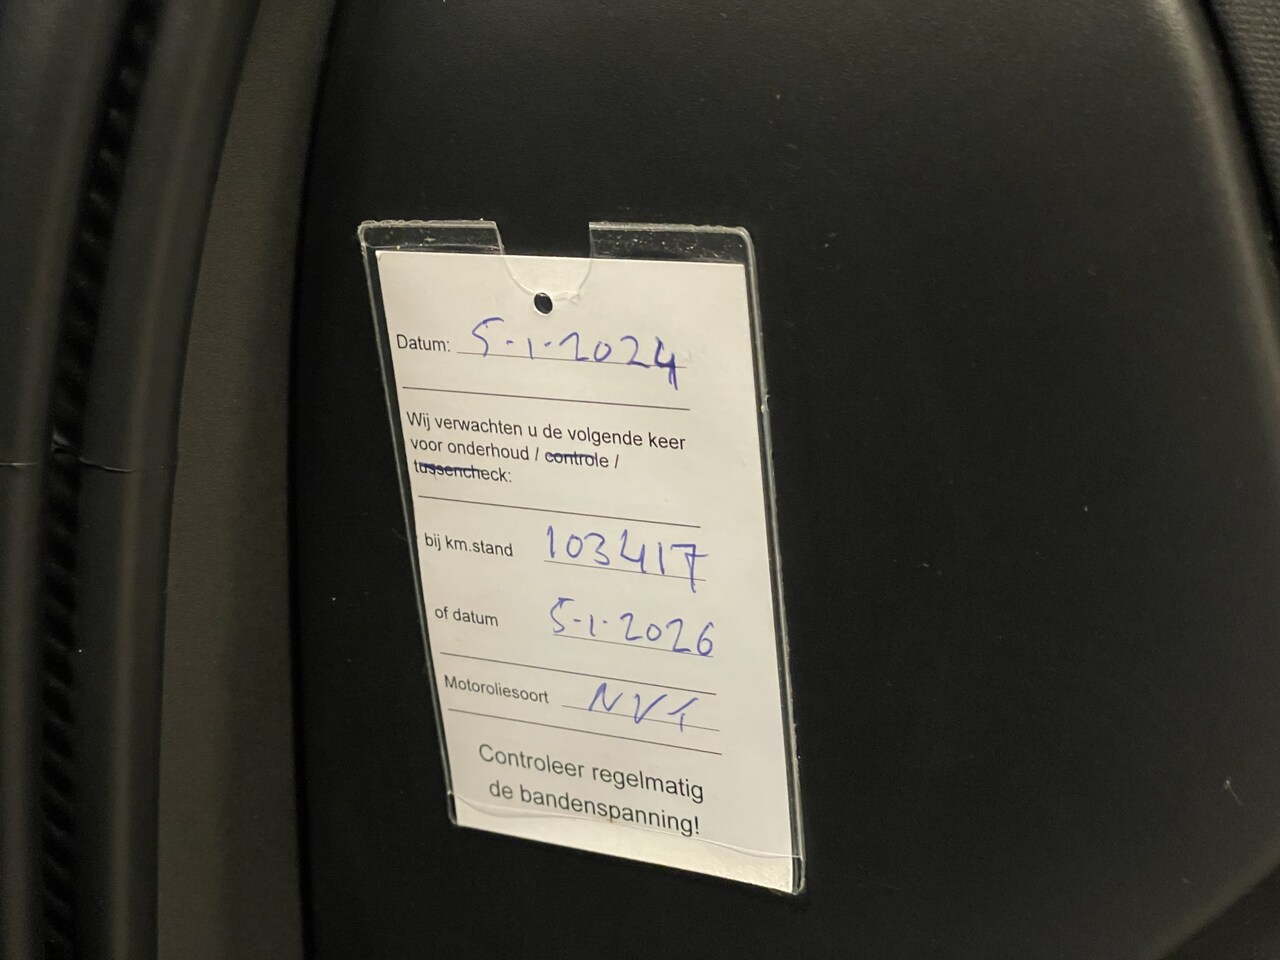 Datum: 5-1-2024
Wij verwachten u de volgende keer
voor onderhoud / controle /
tussencheck:
bij km.stand 103417
of datum 5-1-2026
Motoroliesoort NVT
Controleer regelmatig
de bandenspanning!